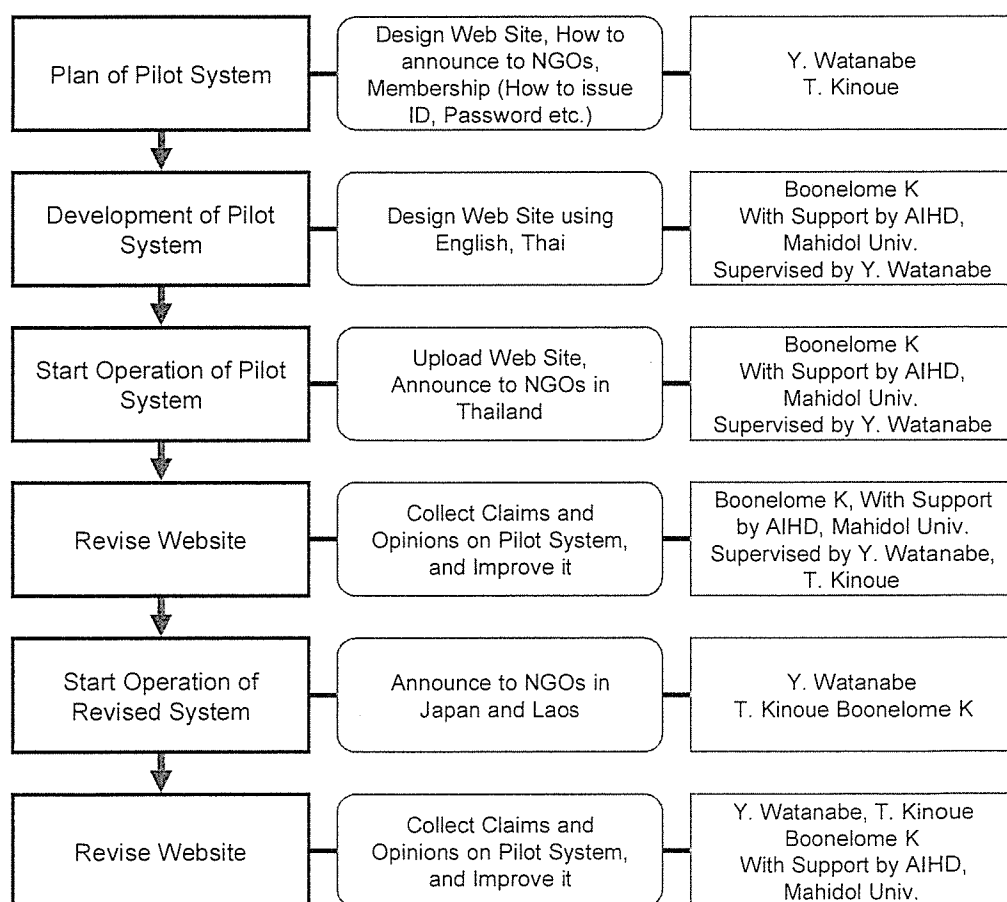 Plan of Pilot System
Design Web Site, How to
announce to NGOs,
Membership (How to issue
ID, Password etc.)
Y. Watanabe
T. Kinoue
Development of Pilot
System
Design Web Site using
English, Thai
Boonelome K
With Support by AIHD,
Mahidol Univ.
Supervised by Y. Watanabe
Start Operation of Pilot
System
Upload Web Site,
Announce to NGOs in
Thailand
Boonelome K
With Support by AIHD,
Mahidol Univ.
Supervised by Y. Watanabe
Revise Website
Collect Claims and
Opinions on Pilot System,
and Improve it
Boonelome K, With Support
by AIHD, Mahidol Univ.
Supervised by Y. Watanabe,
T. Kinoue
Start Operation of
Revised System
Announce to NGOs in
Japan and Laos
Y. Watanabe
T. Kinoue Boonelome K
Revise Website
Collect Claims and
Opinions on Pilot System,
and Improve it
Y. Watanabe, T. Kinoue
Boonelome K
With Support by AIHD,
Mahidol Univ.